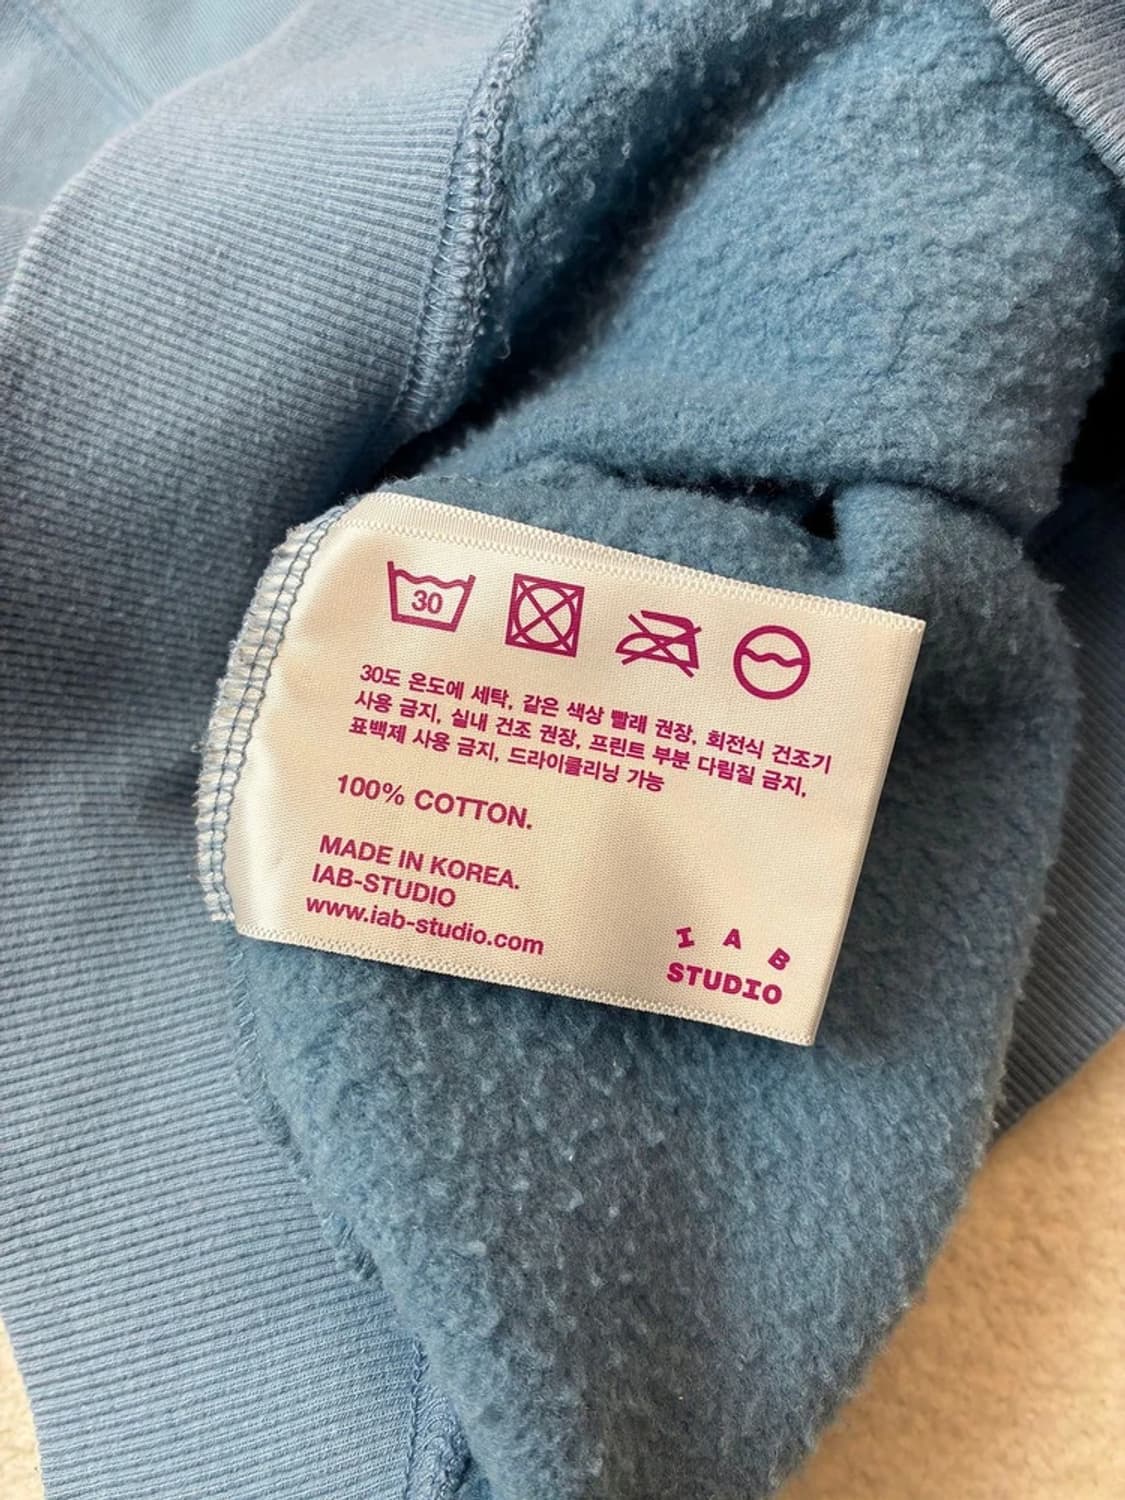 30
30도 온도에 세탁, 같은 색상 빨래 권장, 회전식 건조기
사용 금지, 실내 건조 권장, 프린트 부분 다림질 금지,
표백제 사용 금지, 드라이클리닝 가능
100% COTTON.
MADE IN KOREA.
IAB-STUDIO
www.iab-studio.com
I A B
STUDIO